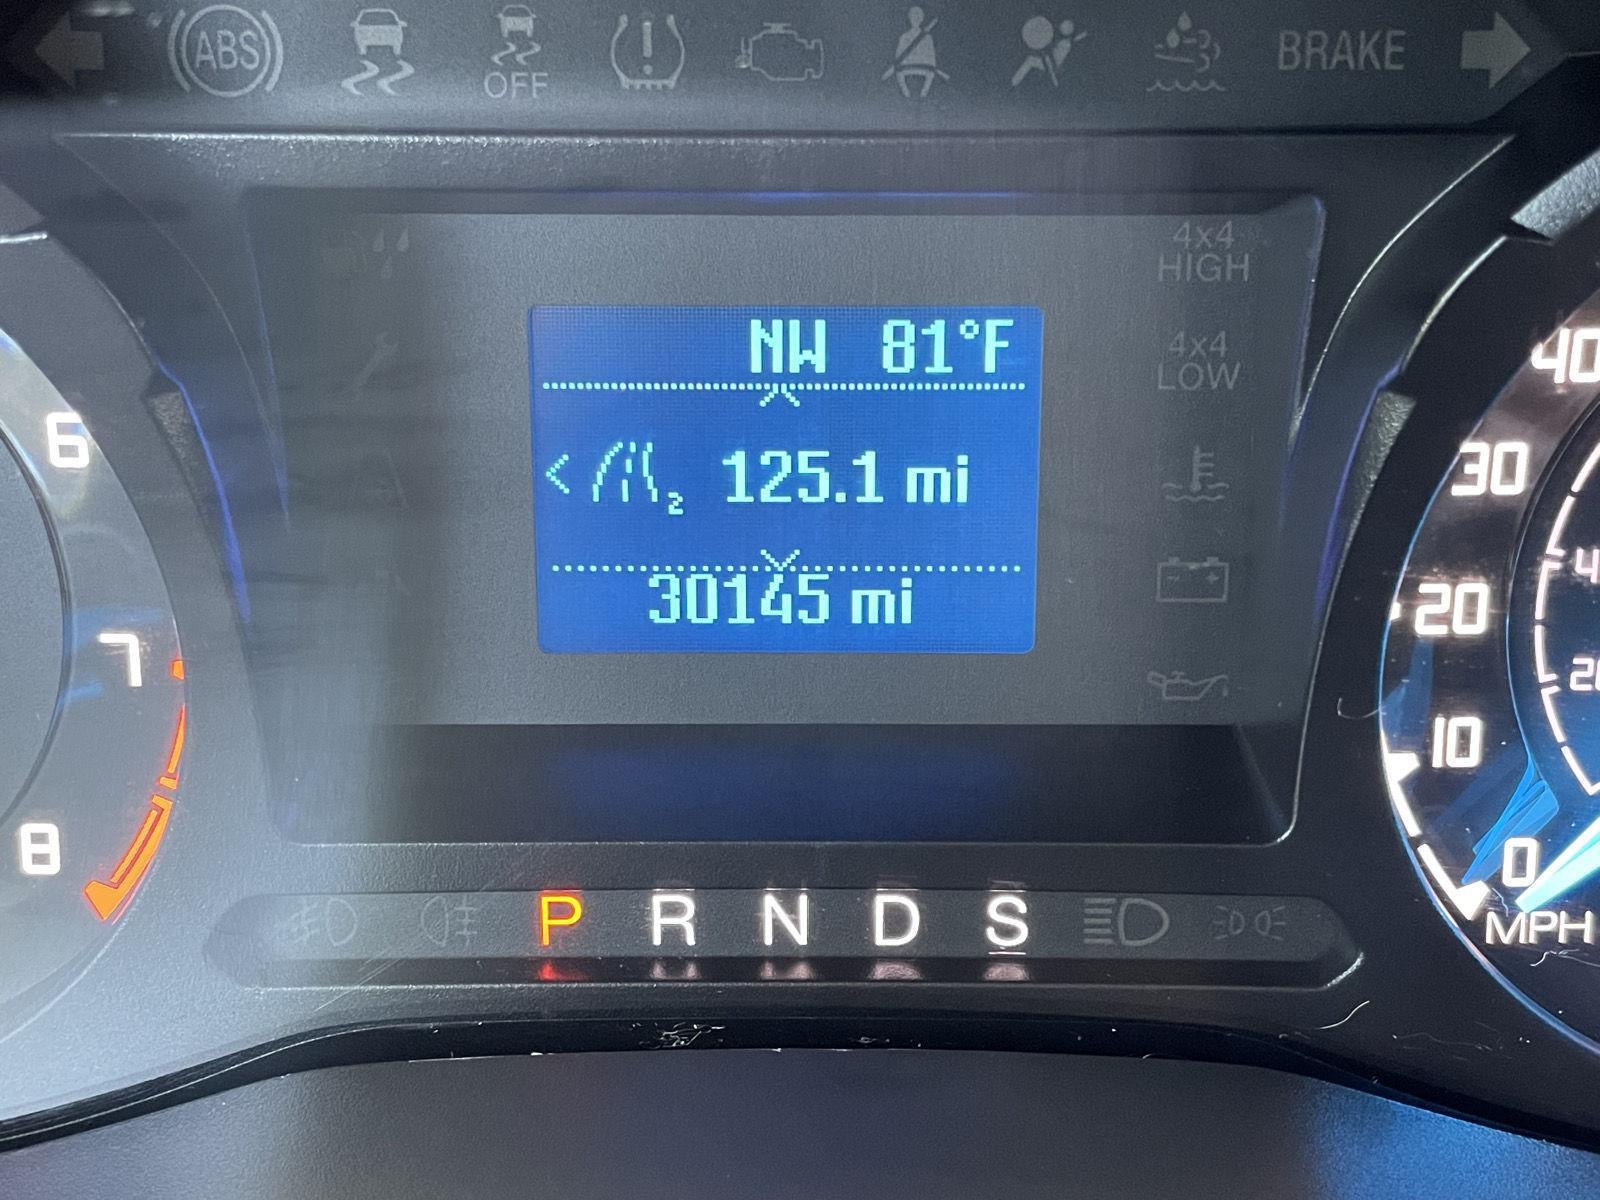 ABS
OFF
BRAKE
4x4
HIGH
NW 81°F
4x4
LOW
< 2 125.1 mi
30145 mi
6
7
8
40
30
20
10
0
MPH
P R N D S